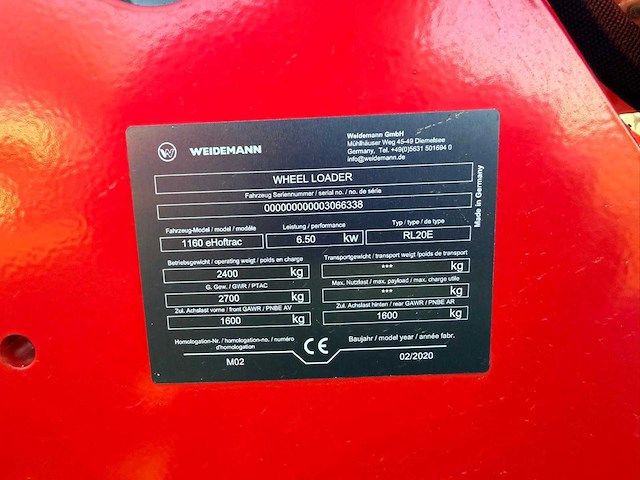 WEIDEMANN
Weidemann GmbH
Mühlhäuser Weg 45-49 Diemelsee
Germany, Tel. +49(0)5631 501694 0
info@weidemann.de
WHEEL LOADER
Fahrzeug Seriennummer / serial no. / no. de série
000000000003066338
Made in Germany
Fahrzeug-Model / model / modèle
1160 eHoftrac
Leistung / performance
6.50 kw
Typ / type / de type
RL20E
Betriebsgewicht / operating weigt / poids en charge
2400 kg
Transportgewicht / transport weigt /poids de transport
*** kg
G. Gew. / GWR / PTAC
2700 kg
Max. Nutzlast / max. payload / max. charge utile
*** kg
Zul. Achslast vorne / front GAWR / PNBE AV
1600 kg
Zul. Achslast hinten / rear GAWR / PNBE AR
1600 kg
Homologation-Nr. / homologation-no. / numéro
d'homologation
M02
CE
Baujahr / model year / année fabr.
02/2020